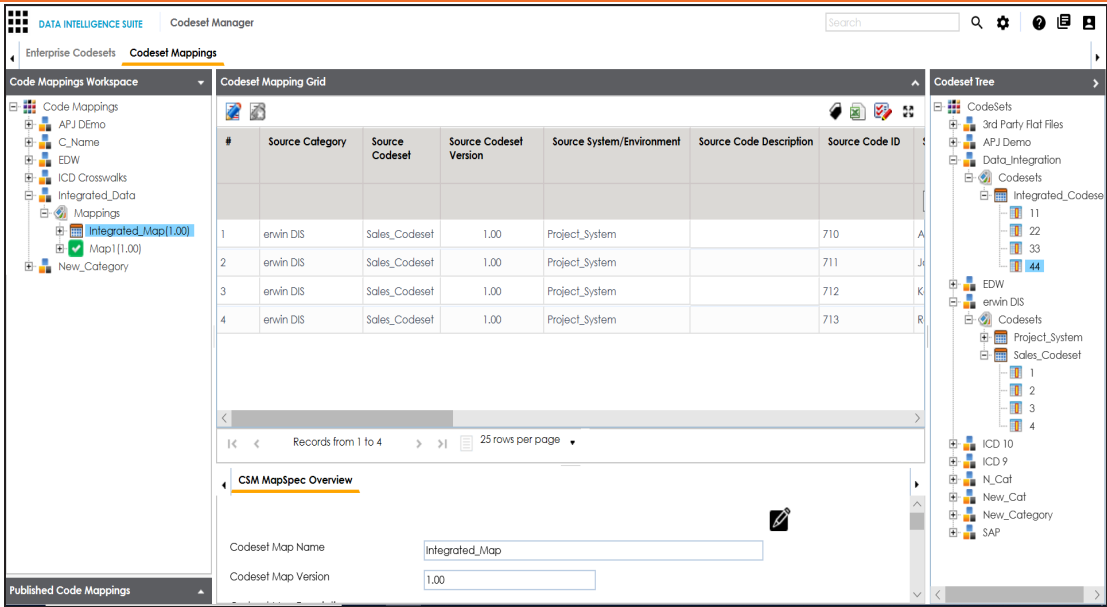 DATA INTELLIGENCE SUITE Codeset Manager Search
Enterprise Codesets Codeset Mappings
Code Mappings Workspace
Code Mappings
APJ DEmo
C_Name
EDW
ICD Crosswalks
Integrated_Data
Mappings
Integrated_Map(1.00)
Map1(1.00)
New_Category
Published Code Mappings
Codeset Mapping Grid
# Source Category Source Codeset Source Codeset Version Source System/Environment Source Code Description Source Code ID
1 erwin DIS Sales_Codeset 1.00 Project_System 710 A
2 erwin DIS Sales_Codeset 1.00 Project_System 711 Jo
3 erwin DIS Sales_Codeset 1.00 Project_System 712 K
4 erwin DIS Sales_Codeset 1.00 Project_System 713 R
Records from 1 to 4 25 rows per page
CSM MapSpec Overview
Codeset Map Name Integrated_Map
Codeset Map Version 1.00
Codeset Tree
CodeSets
3rd Party Flat Files
APJ Demo
Data_Integration
Codesets
Integrated_Codese
11
22
33
44
EDW
erwin DIS
Codesets
Project_System
Sales_Codeset
1
2
3
4
ICD 10
ICD 9
N_Cat
New_Cat
New_Category
SAP